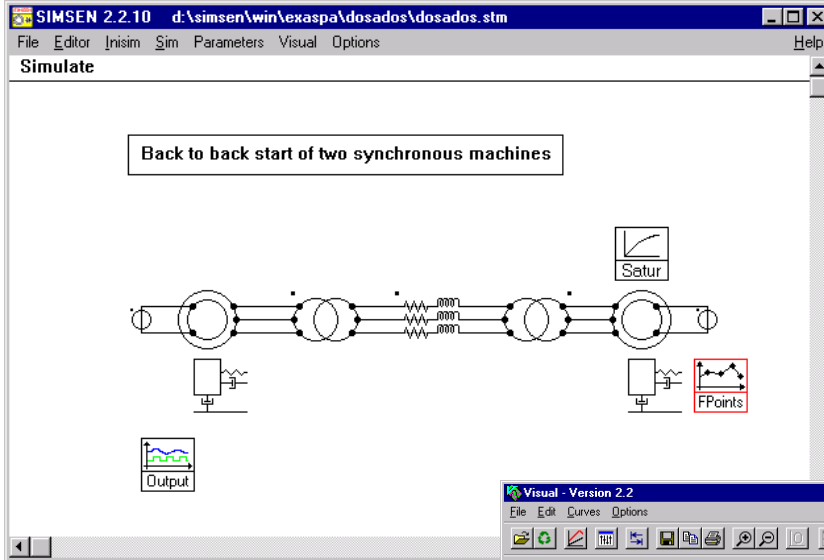 SIMSEN 2.2.10 d:\simsen\win\exaspa\dosados\dosados.stm
File Editor Inisim Sim Parameters Visual Options Help
Simulate
Back to back start of two synchronous machines
Satur
FPoints
Output
Visual - Version 2.2
File Edit Curves Options